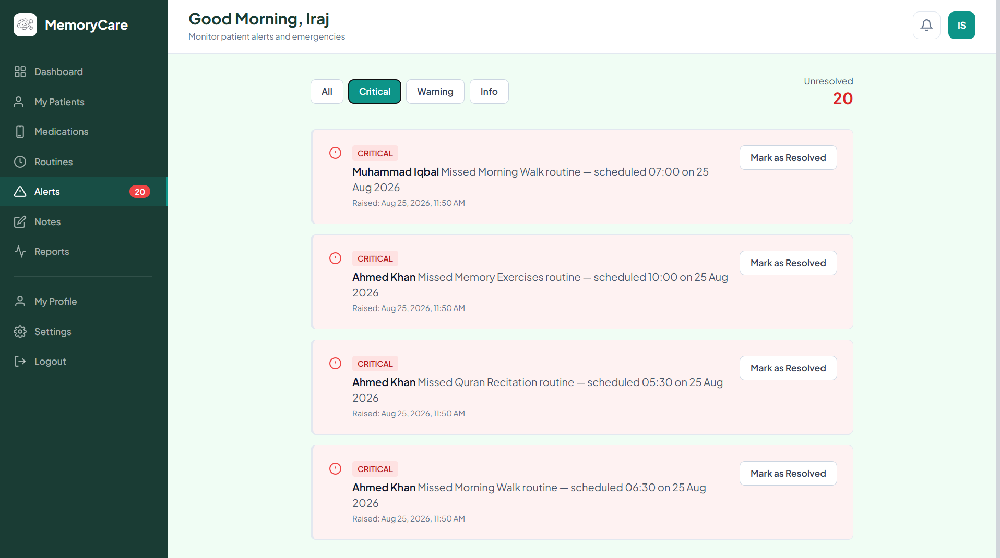 MemoryCare
Dashboard
My Patients
Medications
Routines
Alerts 20
Notes
Reports
My Profile
Settings
Logout
Good Morning, Iraj
Monitor patient alerts and emergencies
IS
All Critical Warning Info
Unresolved
20
CRITICAL
Muhammad Iqbal Missed Morning Walk routine — scheduled 07:00 on 25
Aug 2026
Raised: Aug 25, 2026, 11:50 AM
Mark as Resolved
CRITICAL
Ahmed Khan Missed Memory Exercises routine — scheduled 10:00 on 25 Aug
2026
Raised: Aug 25, 2026, 11:50 AM
Mark as Resolved
CRITICAL
Ahmed Khan Missed Quran Recitation routine — scheduled 05:30 on 25 Aug
2026
Raised: Aug 25, 2026, 11:50 AM
Mark as Resolved
CRITICAL
Ahmed Khan Missed Morning Walk routine — scheduled 06:30 on 25 Aug
2026
Raised: Aug 25, 2026, 11:50 AM
Mark as Resolved